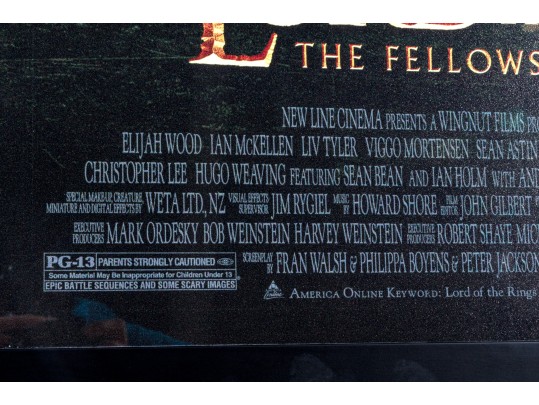 THE FELLOWS
NEW LINE CINEMA PRESENTS A WINGNUT FILMS PRO
ELIJAH WOOD IAN McKELLEN LIV TYLER VIGGO MORTENSEN SEAN ASTIN
CHRISTOPHER LEE HUGO WEAVING FEATURING SEAN BEAN AND IAN HOLM WITH AND
SPECIAL MAKE UP, CREATURE, MINIATURE AND DIGITAL EFFECTS BY WETA LTD, NZ VISUAL EFFECTS SUPERVISOR JIM RYGIEL MUSIC BY HOWARD SHORE FILM EDITOR JOHN GILBERT
EXECUTIVE PRODUCERS MARK ORDESKY BOB WEINSTEIN HARVEY WEINSTEIN EXECUTIVE PRODUCERS ROBERT SHAYE MIC
SCREENPLAY BY FRAN WALSH & PHILIPPA BOYENS & PETER JACKSON
PG-13 PARENTS STRONGLY CAUTIONED
Some Material May Be Inappropriate for Children Under 13
EPIC BATTLE SEQUENCES AND SOME SCARY IMAGES
America Online Keyword: Lord of the Rings